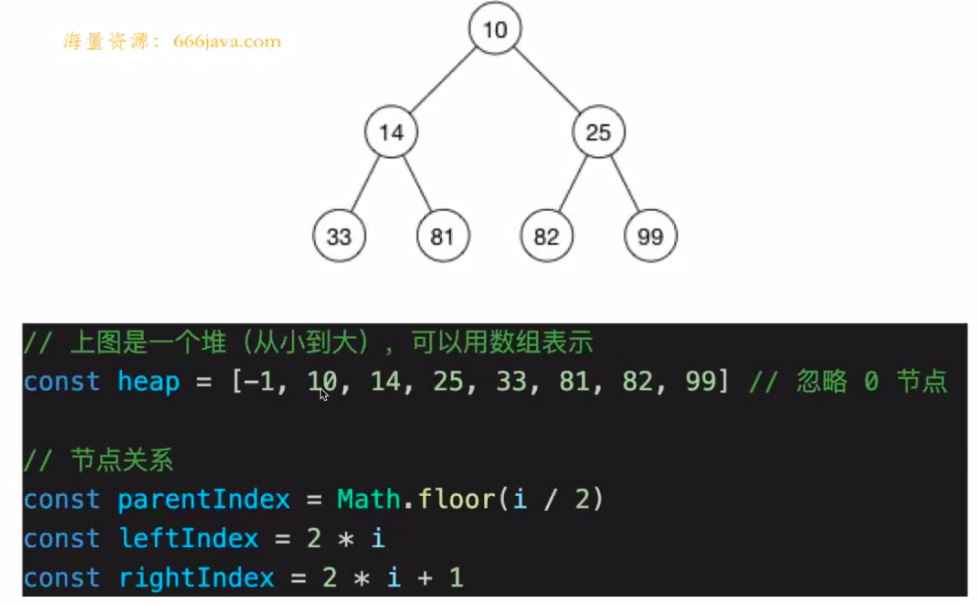 海量资源：666java.com
10
14 25
33 81 82 99
// 上图是一个堆（从小到大），可以用数组表示
const heap = [-1, 10, 14, 25, 33, 81, 82, 99] // 忽略 0 节点
// 节点关系
const parentIndex = Math.floor(i / 2)
const leftIndex = 2 * i
const rightIndex = 2 * i + 1